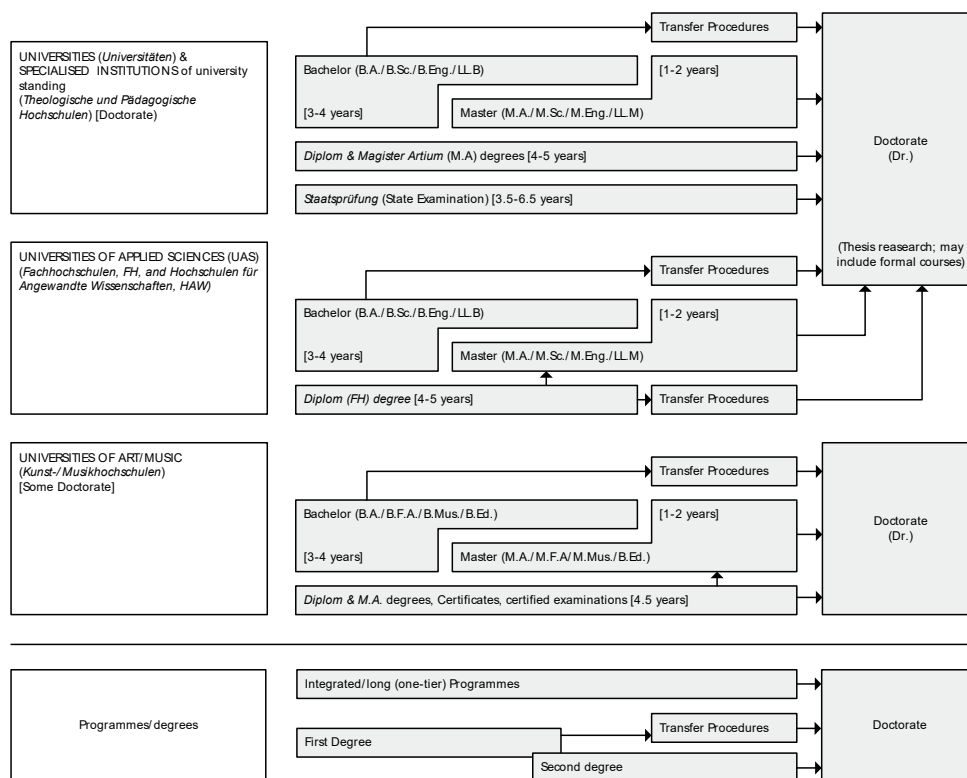 Transfer Procedures
UNIVERSITIES (Universitäten) &
SPECIALISED INSTITUTIONS of university
standing
(Theologische und Pädagogische
Hochschulen) [Doctorate)
Bachelor (B.A./B.Sc./B.Eng./LL.B)
[1-2 years]
[3-4 years]
Master (M.A./M.Sc./M.Eng./LL.M)
Doctorate
(Dr.)
Diplom & Magister Artium (M.A) degrees [4-5 years]
Staatsprüfung (State Examination) [3.5-6.5 years]
(Thesis reasearch; may
include formal courses)
UNIVERSITIES OF APPLIED SCIENCES (UAS)
(Fachhochschulen, FH, and Hochschulen für
Angewandte Wissenschaften, HAW)
Transfer Procedures
Bachelor (B.A./B.Sc./B.Eng./LL.B)
[1-2 years]
[3-4 years]
Master (M.A./M.Sc./M.Eng./LL.M)
Diplom (FH) degree [4-5 years]
Transfer Procedures
UNIVERSITIES OF ART/MUSIC
(Kunst-/Musikhochschulen)
[Some Doctorate]
Transfer Procedures
Bachelor (B.A./B.F.A./B.Mus./B.Ed.)
[1-2 years]
[3-4 years]
Master (M.A./M.F.A/M.Mus./B.Ed.)
Doctorate
(Dr.)
Diplom & M.A. degrees, Certificates, certified examinations [4.5 years]
Programmes/degrees
Integrated/long (one-tier) Programmes
Transfer Procedures
Doctorate
First Degree
Second degree